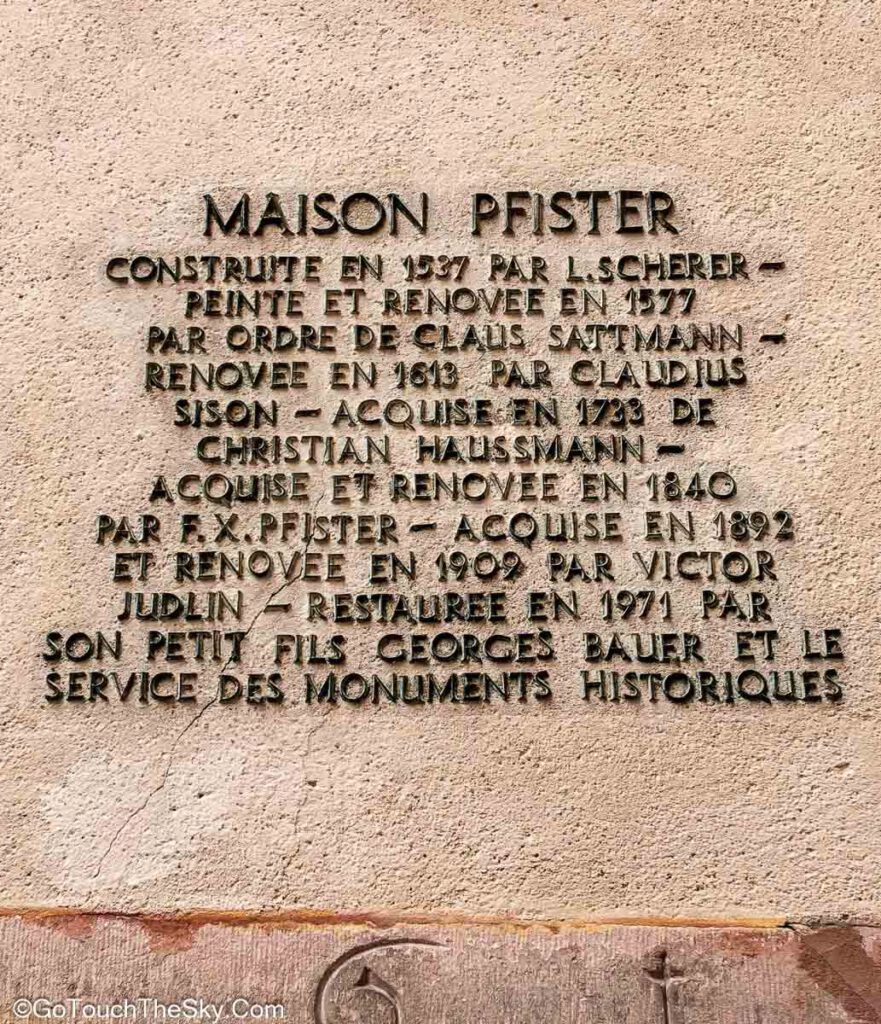 MAISON PFISTER
CONSTRUITE EN 1537 PAR L.SCHERER –
PEINTE ET RENOVEE EN 1577
PAR ORDRE DE CLAUS SATTMANN –
RENOVEE EN 1613 PAR CLAUDIUS
SISON – ACQUISE EN 1733 DE
CHRISTIAN HAUSSMANN –
ACQUISE ET RENOVEE EN 1840
PAR F.X.PFISTER – ACQUISE EN 1892
ET RENOVEE EN 1909 PAR VICTOR
JUDLIN – RESTAUREE EN 1971 PAR
SON PETIT FILS GEORGES BAUER ET LE
SERVICE DES MONUMENTS HISTORIQUES
©GoTouchTheSky.Com